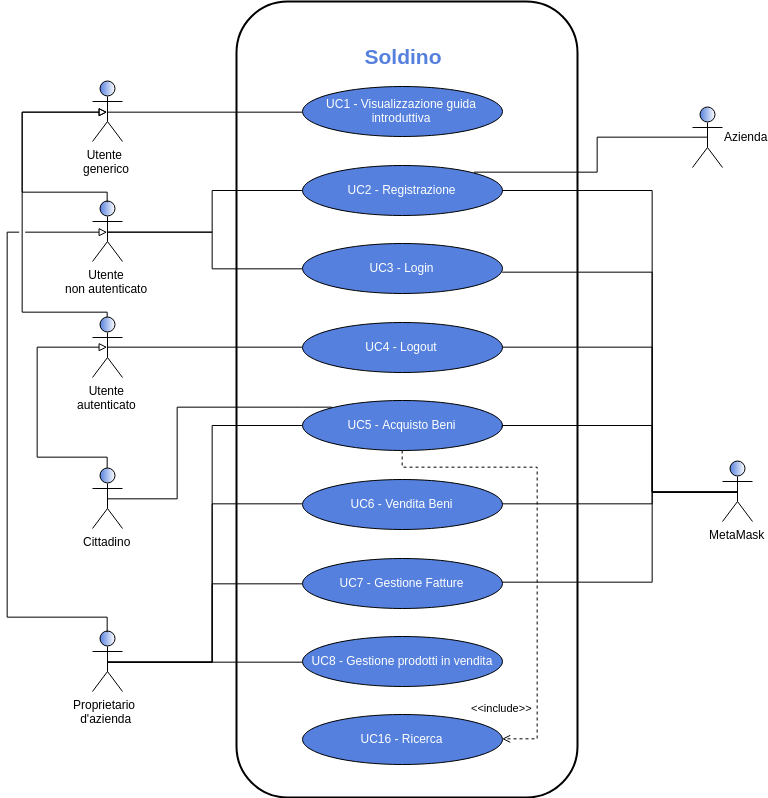 Soldino
UC1 - Visualizzazione guida
introduttiva
Utente
generico
Azienda
UC2 - Registrazione
Utente
non autenticato
UC3 - Login
UC4 - Logout
Utente
autenticato
UC5 - Acquisto Beni
UC6 - Vendita Beni
Cittadino
MetaMask
UC7 - Gestione Fatture
UC8 - Gestione prodotti in vendita
Proprietario
d'azienda
<<include>>
UC16 - Ricerca